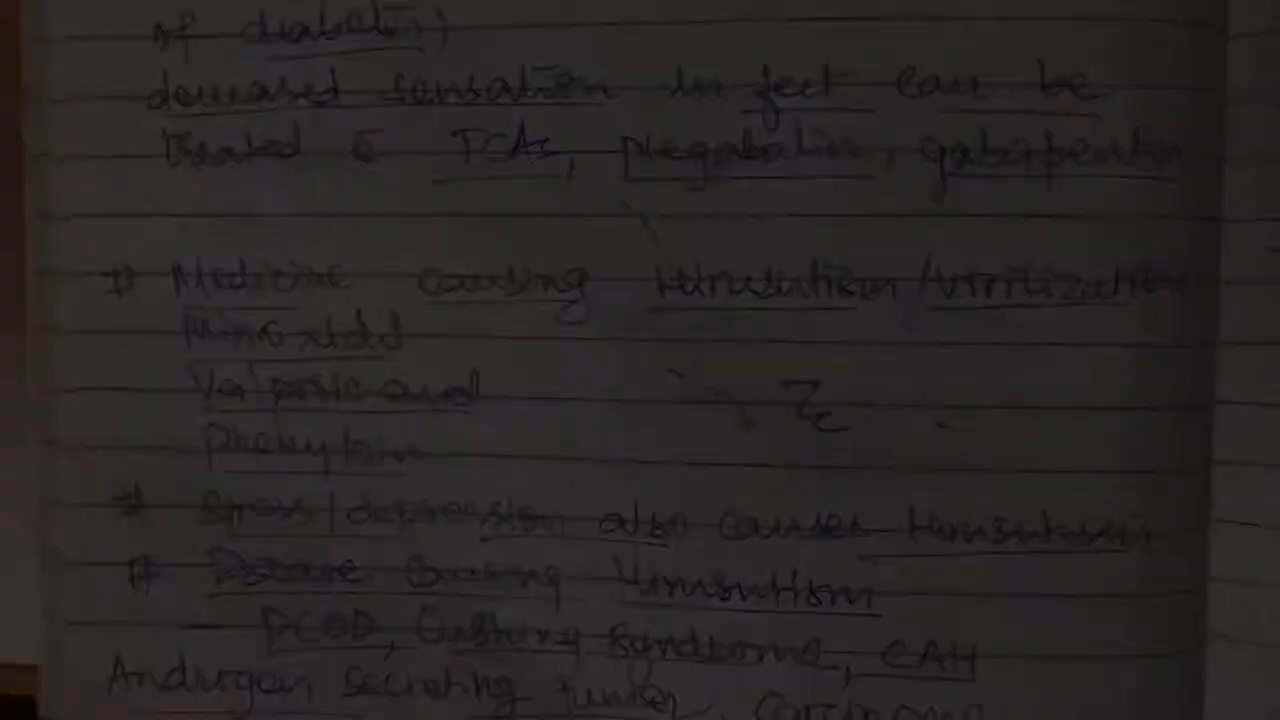 of diabetes)
decreased sensation in feet can be
treated c̄ TCAs, pregabalin, gabapentin
# Medicine causing Hirsutism/virilization
Minoxidil
Valproic acid
Phenytoin
# stress/depression also causes Hirsutism
# Disease causing Hirsutism
PCOD, Cushing syndrome, CAH
Androgen secreting tumor,